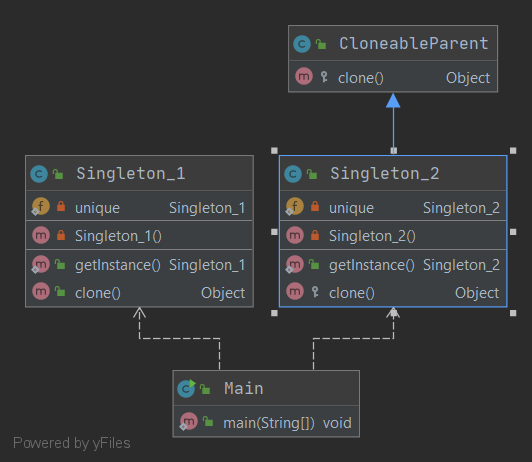 CloneableParent
clone() Object
Singleton_1
unique Singleton_1
Singleton_1()
getInstance() Singleton_1
clone() Object
Singleton_2
unique Singleton_2
Singleton_2()
getInstance() Singleton_2
clone() Object
Main
main(String[]) void
Powered by yFiles